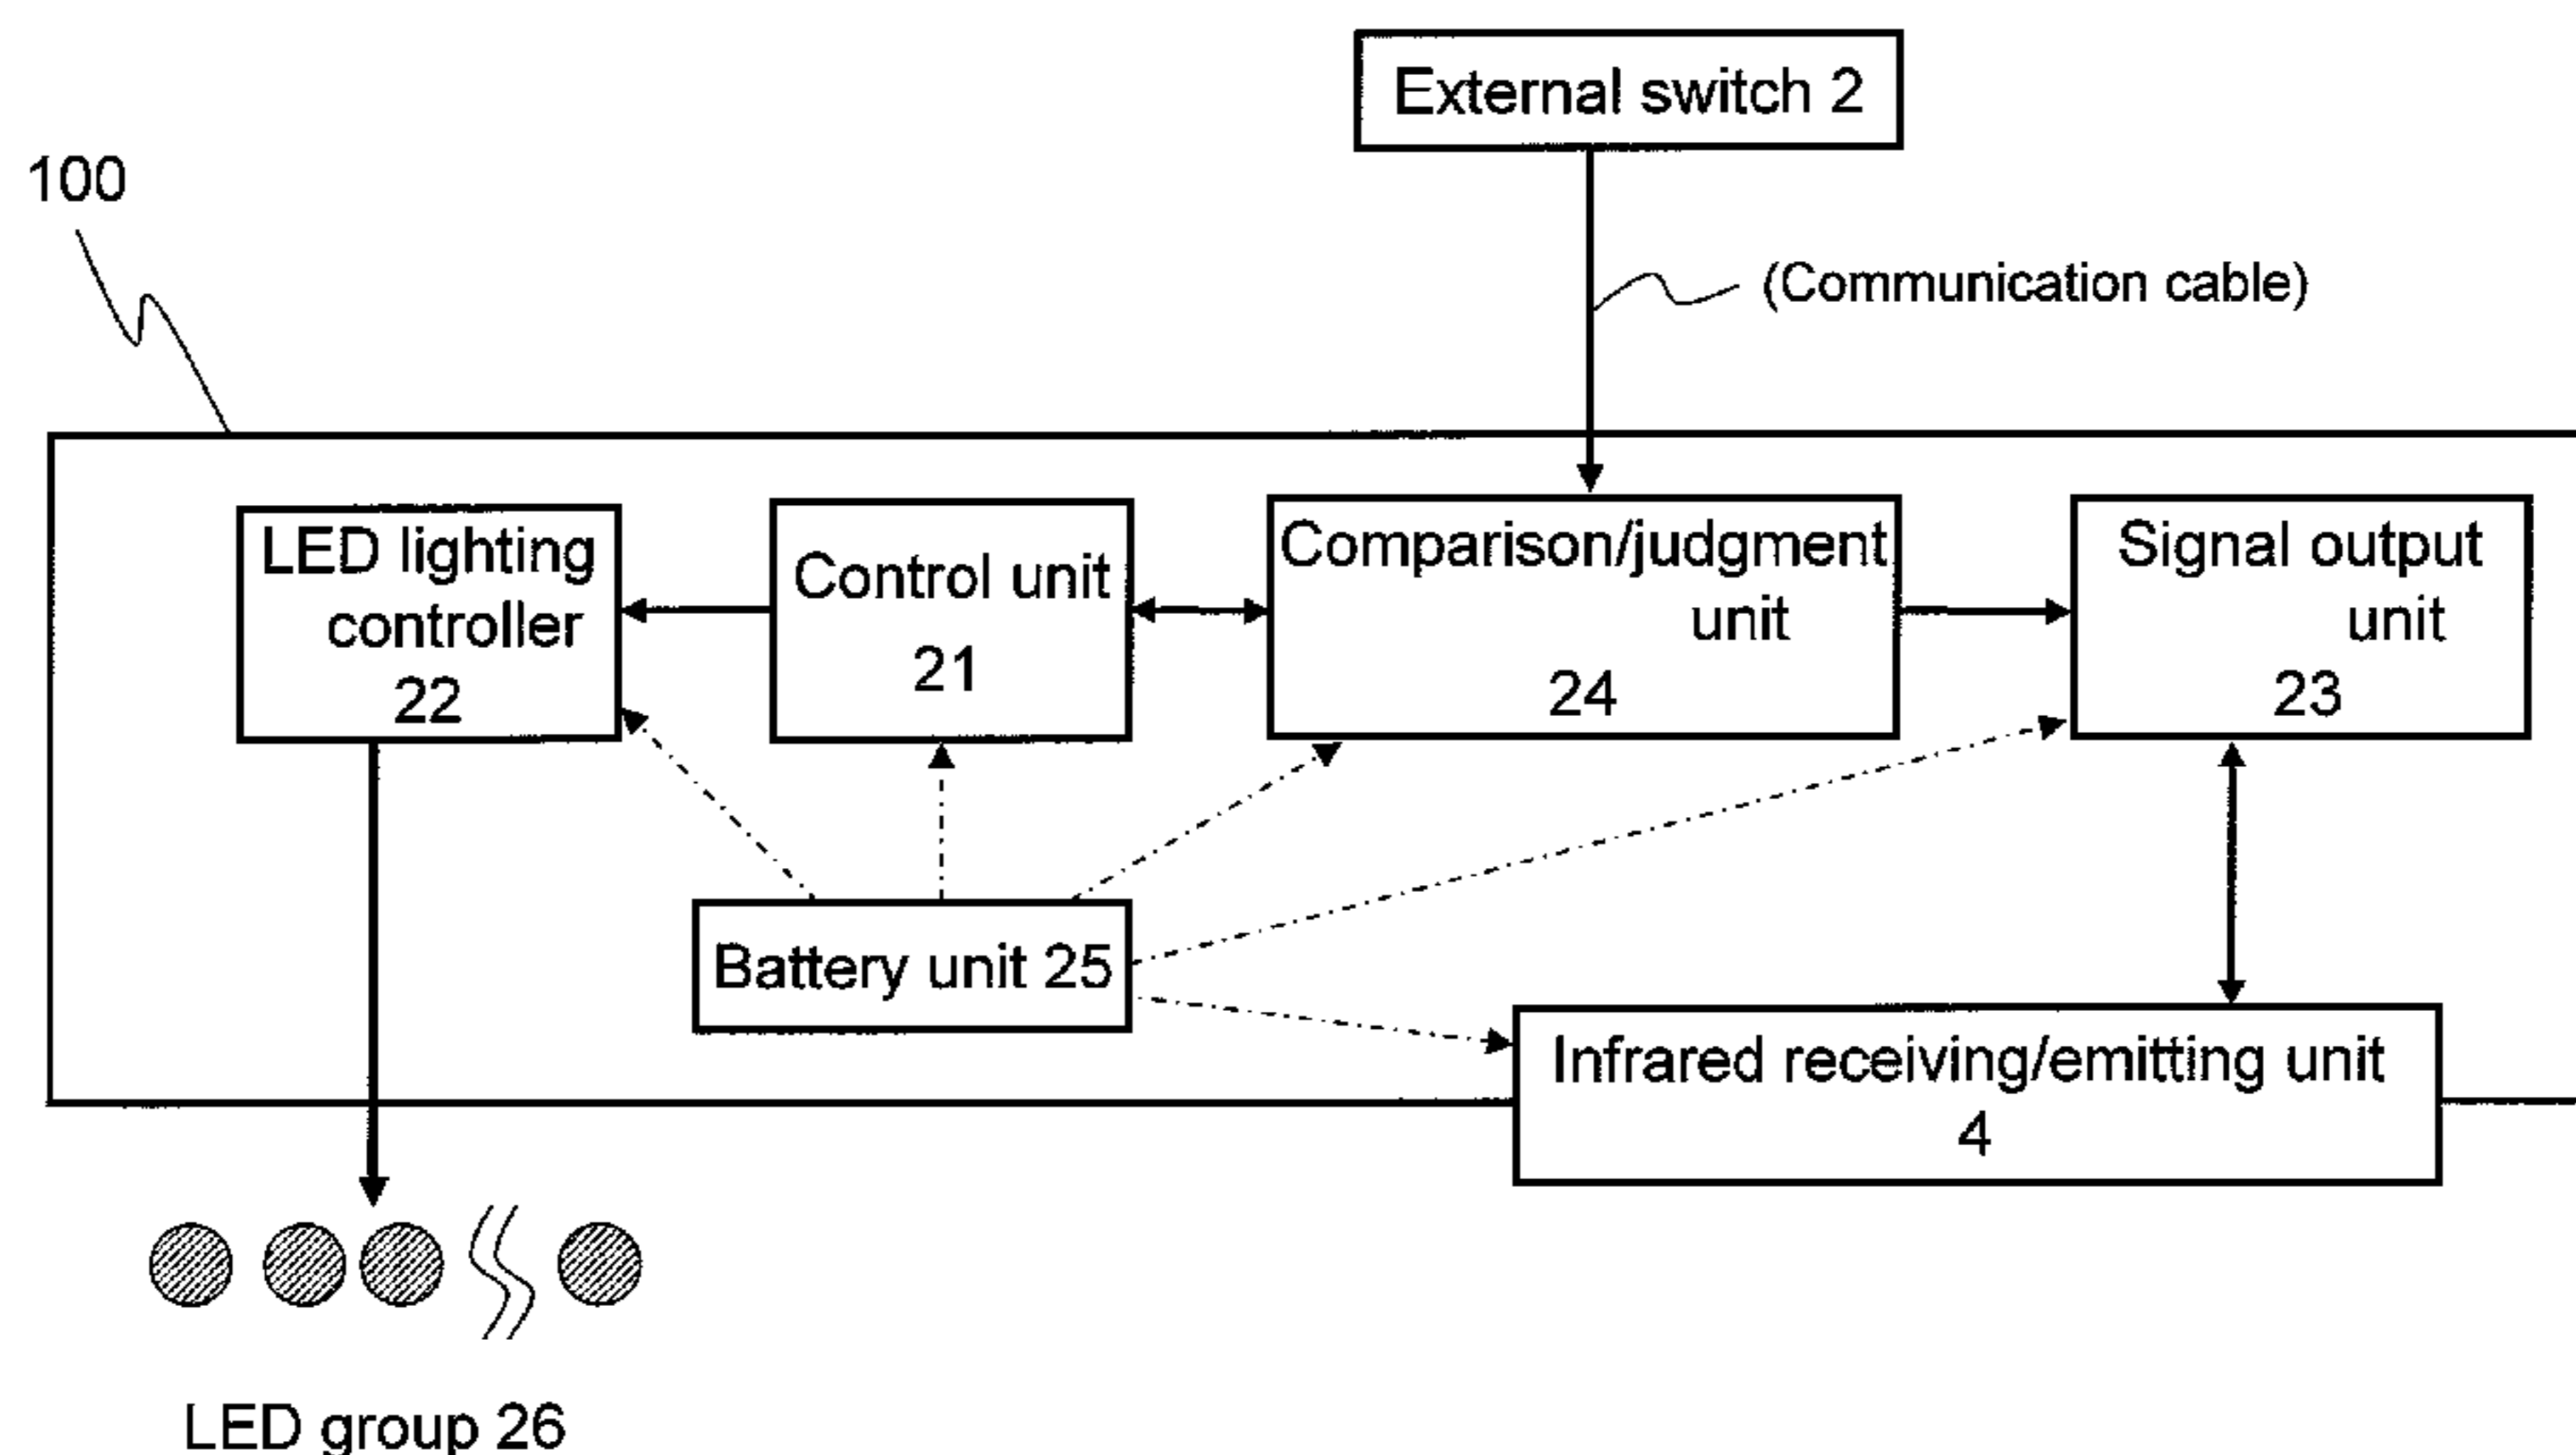 External switch 2
100
(Communication cable)
LED lighting
controller
22
Control unit
21
Comparison/judgment
unit
24
Signal output
unit
23
Battery unit 25
Infrared receiving/emitting unit
4
LED group 26